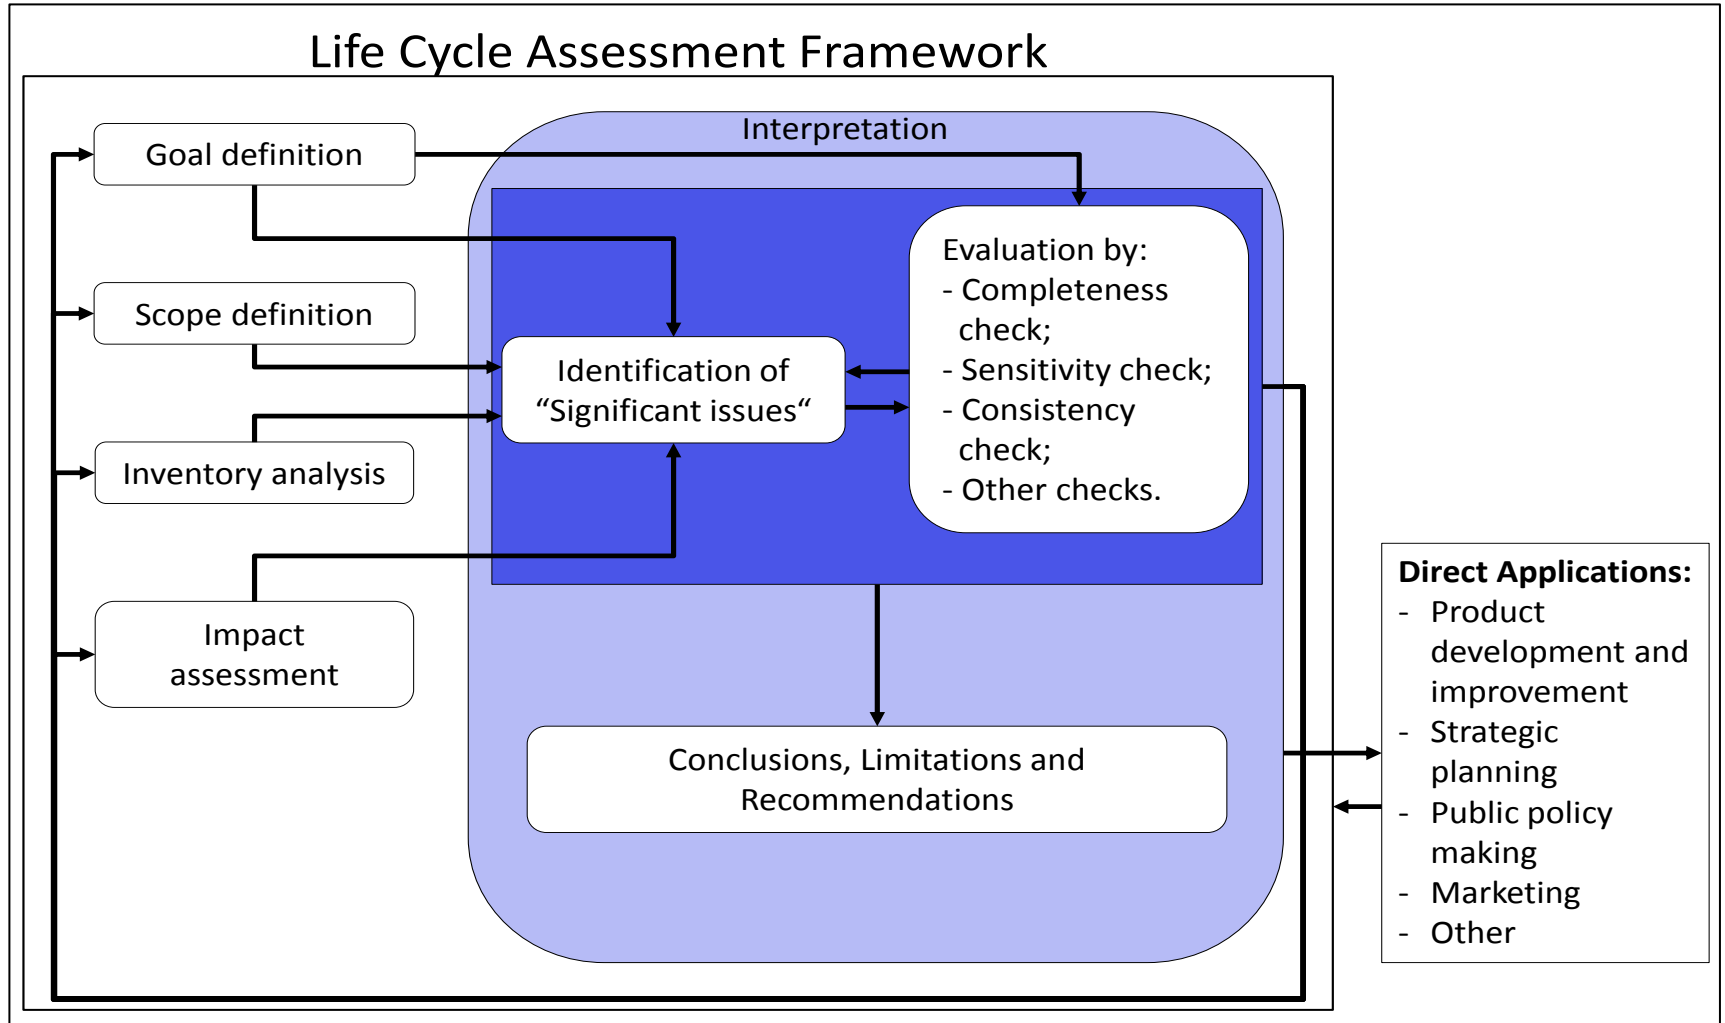 Life Cycle Assessment Framework
Interpretation
Goal definition
Scope definition
Inventory analysis
Impact
assessment
Identification of
“Significant issues“
Evaluation by:
- Completeness
check;
- Sensitivity check;
- Consistency
check;
- Other checks.
Conclusions, Limitations and
Recommendations
Direct Applications:
- Product
development and
improvement
- Strategic
planning
- Public policy
making
- Marketing
- Other